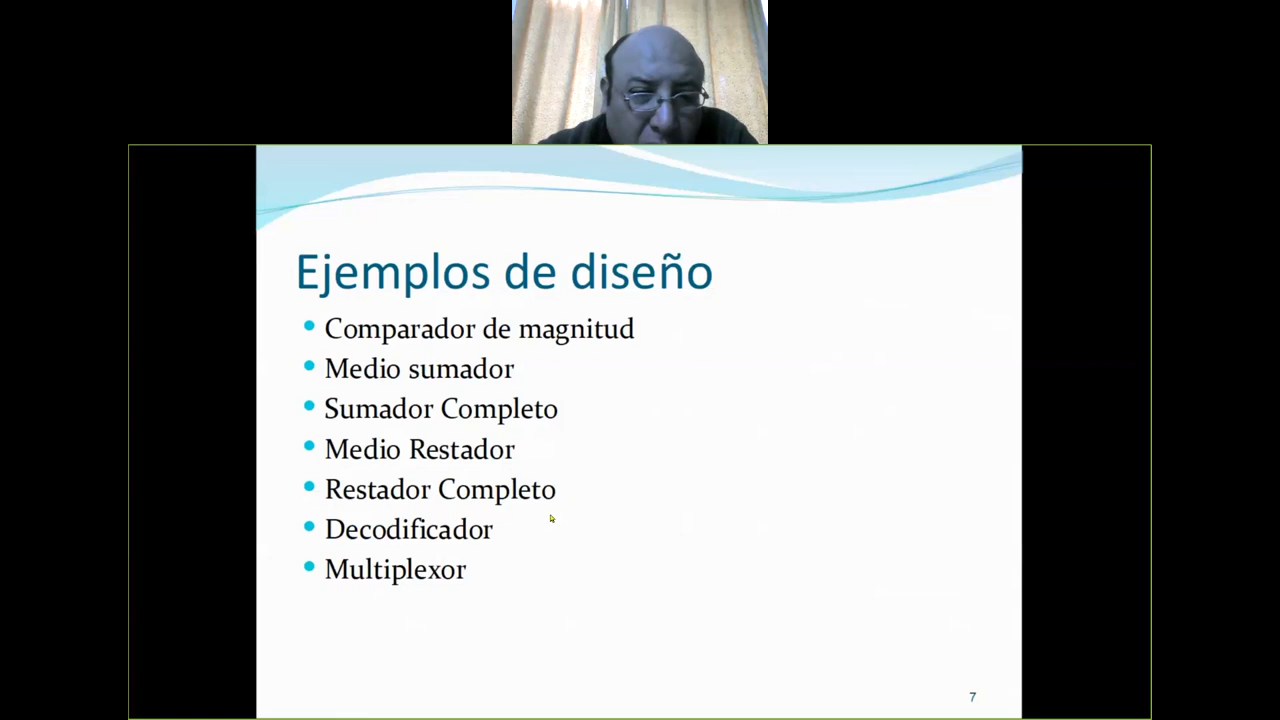 Ejemplos de diseño
Comparador de magnitud
Medio sumador
Sumador Completo
Medio Restador
Restador Completo
Decodificador
Multiplexor
7